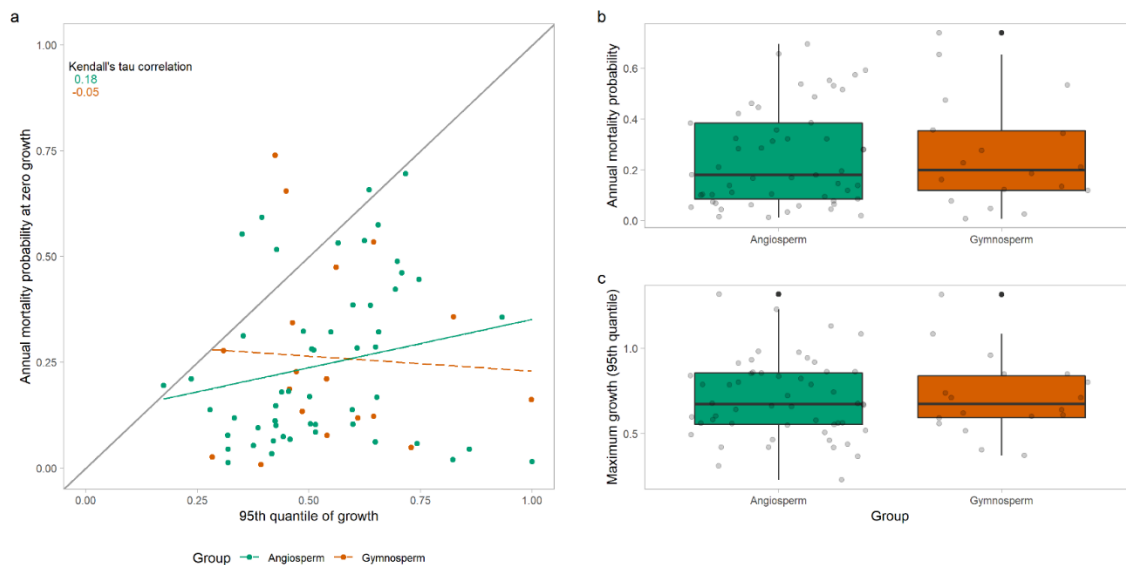 a
Kendall's tau correlation
0.18
-0.05
Annual mortality probability at zero growth
1.00
0.75
0.50
0.25
0.00
0.00 0.25 0.50 0.75 1.00
95th quantile of growth
Group Angiosperm Gymnosperm
b
Annual mortality probability
0.6
0.4
0.2
0.0
Angiosperm Gymnosperm
c
Maximum growth (95th quantile)
1.0
0.5
Angiosperm Gymnosperm
Group